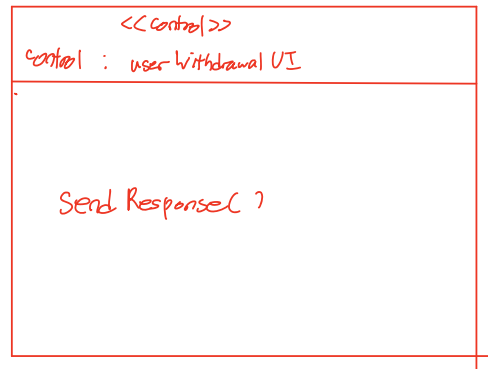 <<control>>
control : user Withdrawal UI
Send Response( )